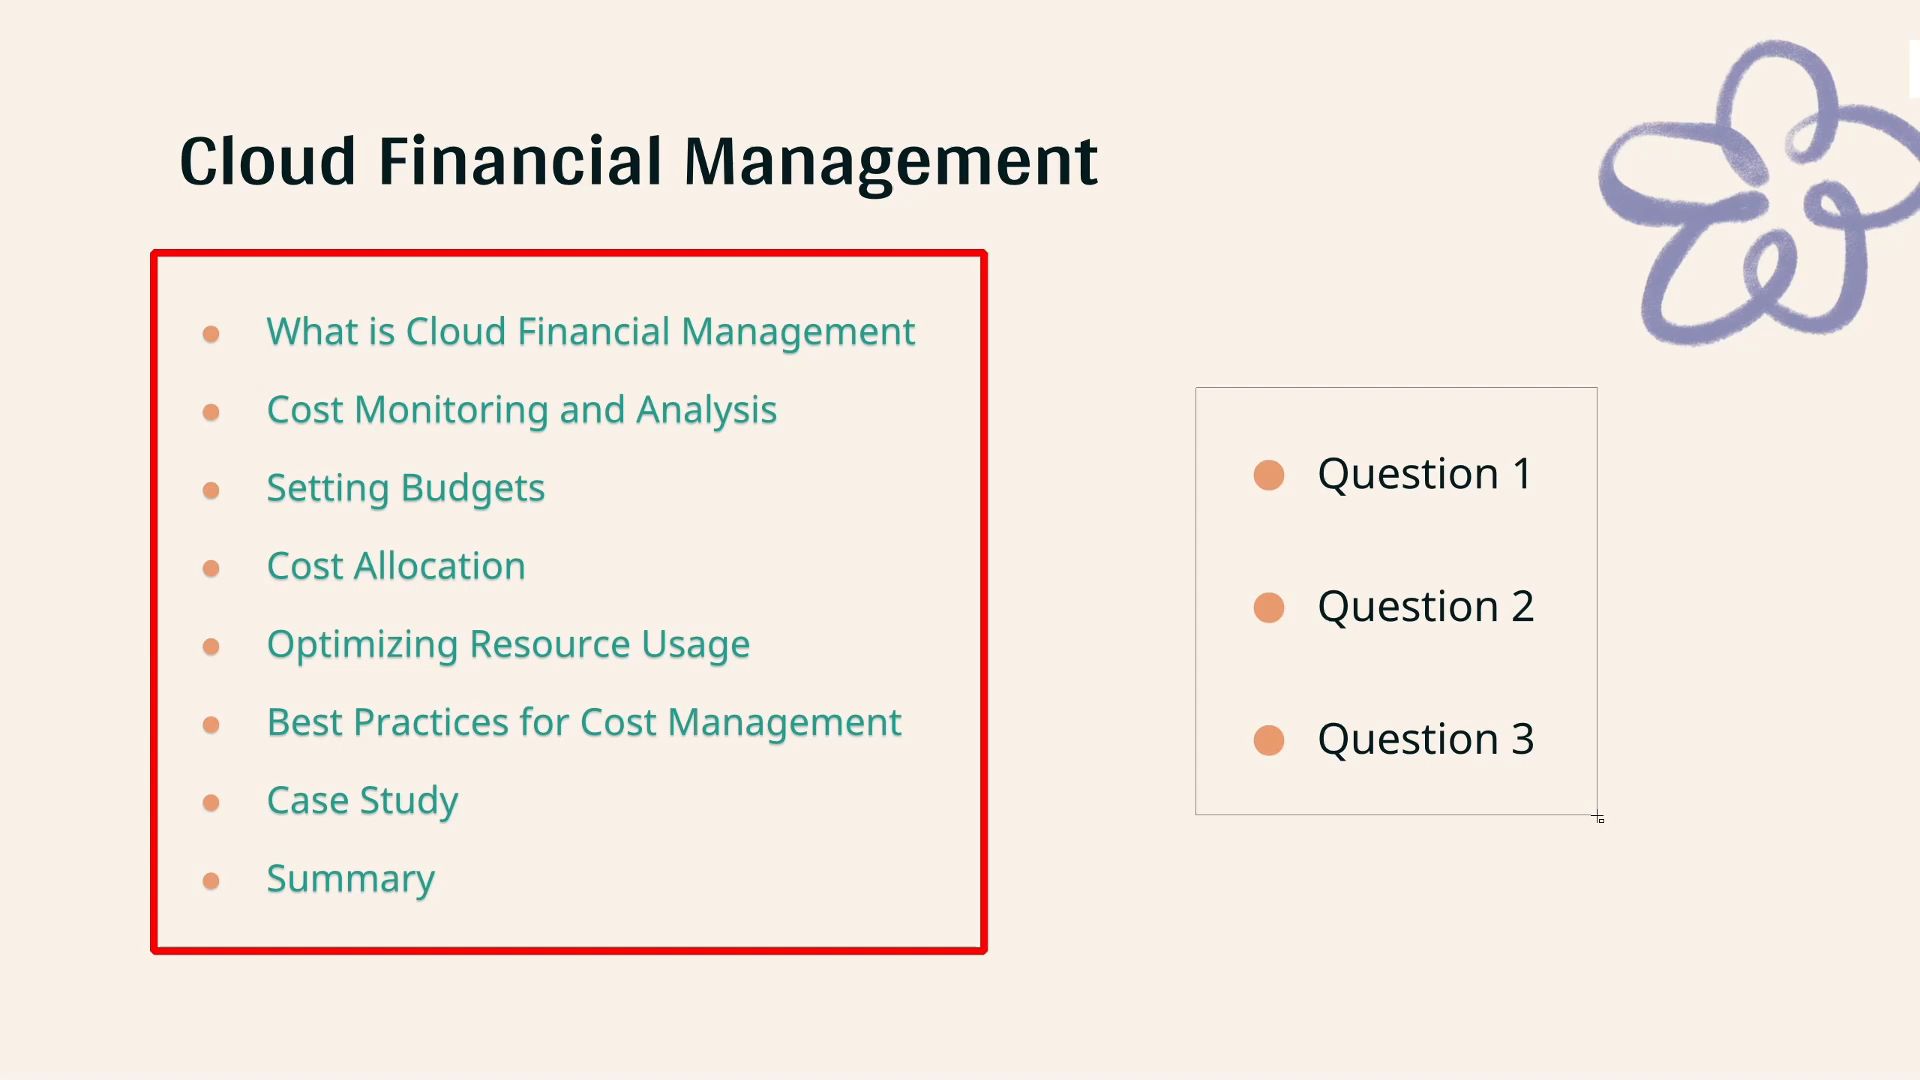 Cloud Financial Management
What is Cloud Financial Management
Cost Monitoring and Analysis
Setting Budgets
Cost Allocation
Optimizing Resource Usage
Best Practices for Cost Management
Case Study
Summary
Question 1
Question 2
Question 3